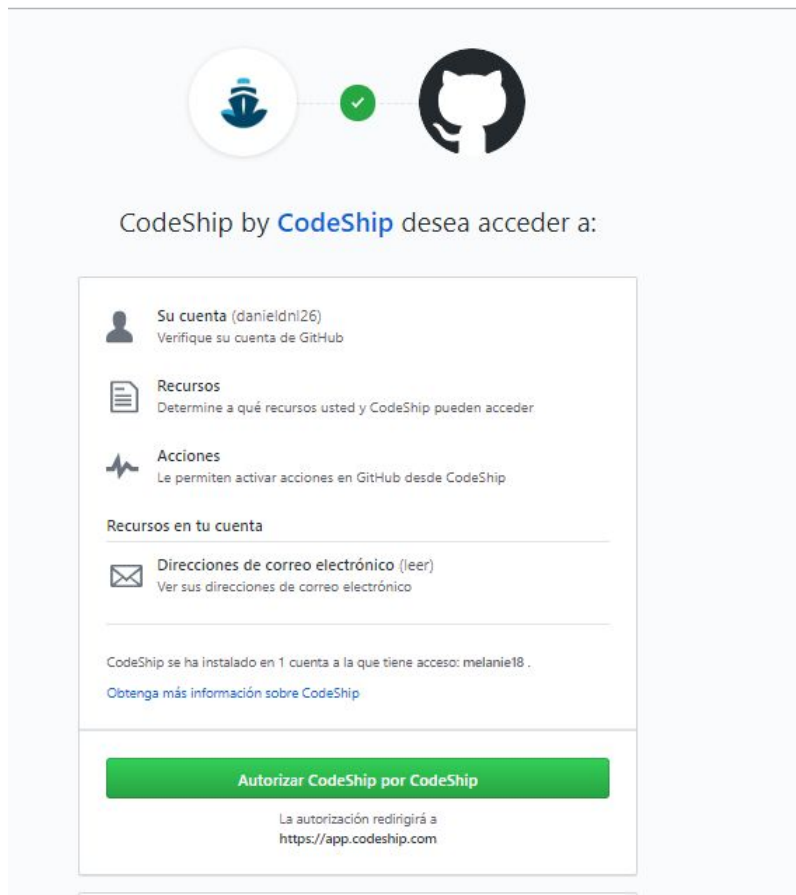 CodeShip by CodeShip desea acceder a:
Su cuenta (danieldnl26)
Verifique su cuenta de GitHub
Recursos
Determine a qué recursos usted y CodeShip pueden acceder
Acciones
Le permiten activar acciones en GitHub desde CodeShip
Recursos en tu cuenta
Direcciones de correo electrónico (leer)
Ver sus direcciones de correo electrónico
CodeShip se ha instalado en 1 cuenta a la que tiene acceso: melanie18 .
Obtenga más información sobre CodeShip
Autorizar CodeShip por CodeShip
La autorización redirigirá a
https://app.codeship.com